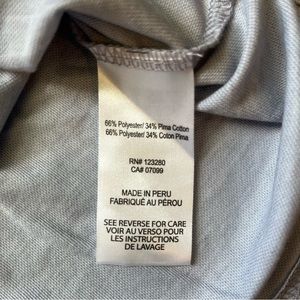 66% Polyester/ 34% Pima Cotton
66% Polyester/ 34% Coton Pima
RN# 123280
CA# 07099
MADE IN PERU
FABRIQUÉ AU PÉROU
SEE REVERSE FOR CARE
VOIR AU VERSO POUR
LES INSTRUCTIONS
DE LAVAGE